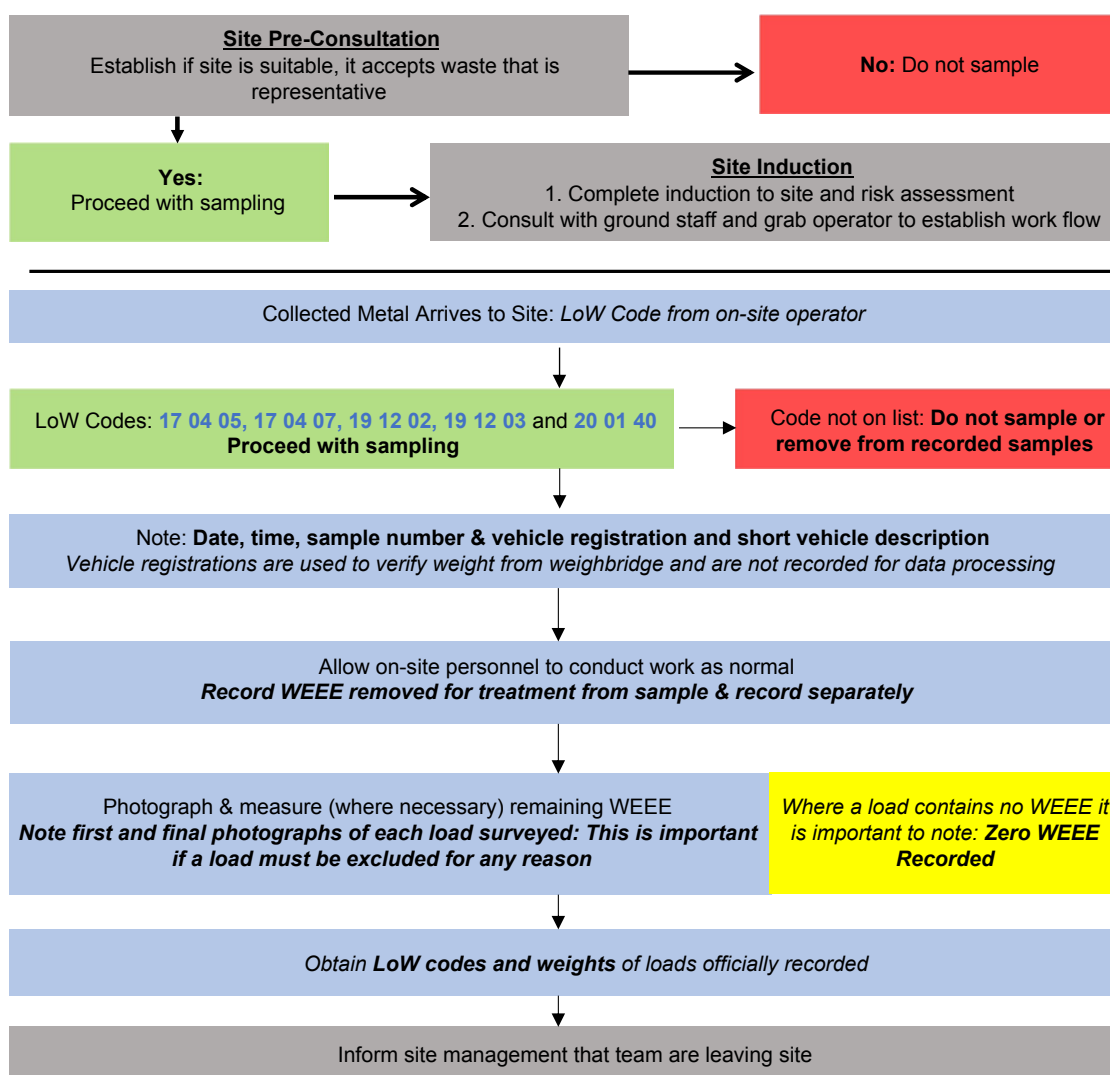 Site Pre-Consultation
Establish if site is suitable, it accepts waste that is
representative
No: Do not sample
Yes:
Proceed with sampling
Site Induction
1. Complete induction to site and risk assessment
2. Consult with ground staff and grab operator to establish work flow
Collected Metal Arrives to Site: LoW Code from on-site operator
LoW Codes: 17 04 05, 17 04 07, 19 12 02, 19 12 03 and 20 01 40
Proceed with sampling
Code not on list: Do not sample or
remove from recorded samples
Note: Date, time, sample number & vehicle registration and short vehicle description
Vehicle registrations are used to verify weight from weighbridge and are not recorded for data processing
Allow on-site personnel to conduct work as normal
Record WEEE removed for treatment from sample & record separately
Photograph & measure (where necessary) remaining WEEE
Note first and final photographs of each load surveyed: This is important
if a load must be excluded for any reason
Where a load contains no WEEE it
is important to note: Zero WEEE
Recorded
Obtain LoW codes and weights of loads officially recorded
Inform site management that team are leaving site